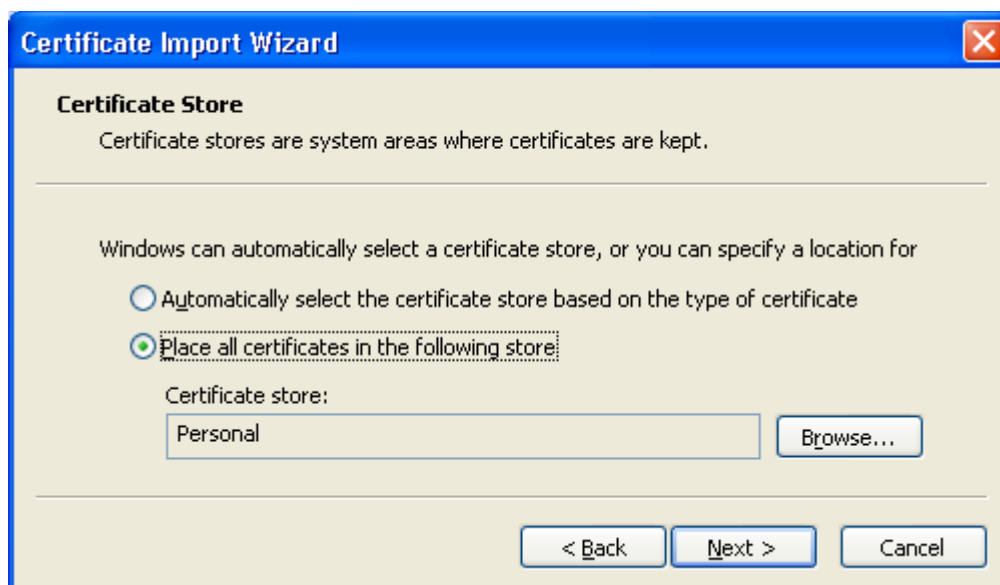 Certificate Import Wizard
Certificate Store
Certificate stores are system areas where certificates are kept.
Windows can automatically select a certificate store, or you can specify a location for
Automatically select the certificate store based on the type of certificate
Place all certificates in the following store
Certificate store:
Personal
Browse...
< Back
Next >
Cancel